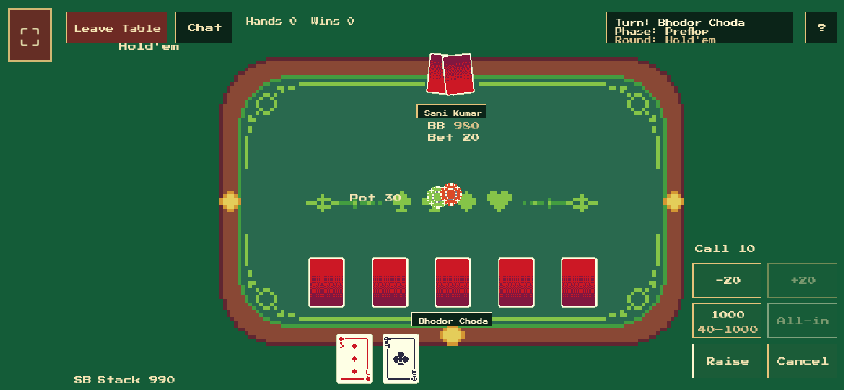 Leave Table
Chat
Hands 0 Wins 0
Hold'em
Turn: Bhodor Choda
Phase: Preflop
Round: Hold'em
?
Sani Kumar
BB 980
Bet 20
Pot 30
Call 10
-20
+20
1000
40-1000
All-in
Raise
Cancel
Bhodor Choda
SB Stack 990